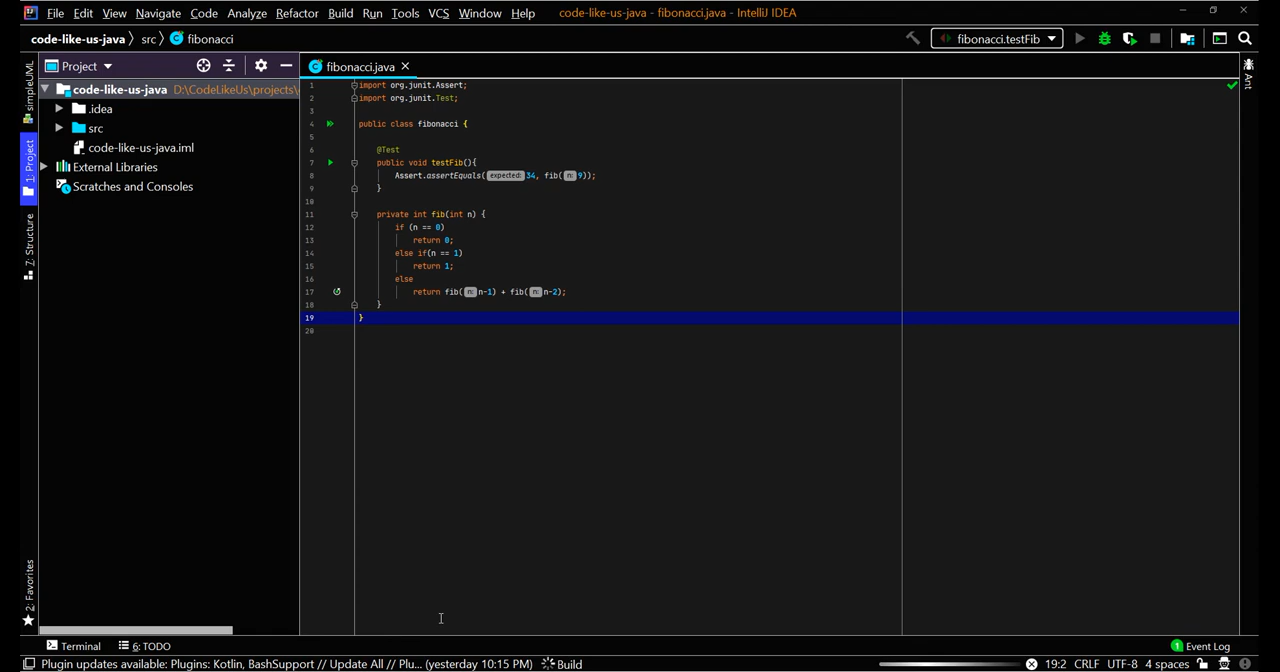 File Edit View Navigate Code Analyze Refactor Build Run Tools VCS Window Help code-like-us-java - fibonacci.java - IntelliJ IDEA
code-like-us-java 〉 src 〉 fibonacci
fibonacci.testFib
Project
fibonacci.java
code-like-us-java D:\CodeLikeUs\projects\
.idea
src
code-like-us-java.iml
External Libraries
Scratches and Consoles
simpleUML
1: Project
7: Structure
2: Favorites
1 import org.junit.Assert;
2 import org.junit.Test;
3
4 public class fibonacci {
5
6 @Test
7 public void testFib(){
8 Assert.assertEquals( expected: 34, fib( n: 9));
9 }
10
11 private int fib(int n) {
12 if (n == 0)
13 return 0;
14 else if(n == 1)
15 return 1;
16 else
17 return fib( n: n-1) + fib( n: n-2);
18 }
19 }
20
Ant
Terminal 6: TODO 1 Event Log
Plugin updates available: Plugins: Kotlin, BashSupport // Update All // Plu... (yesterday 10:15 PM) Build 19:2 CRLF UTF-8 4 spaces